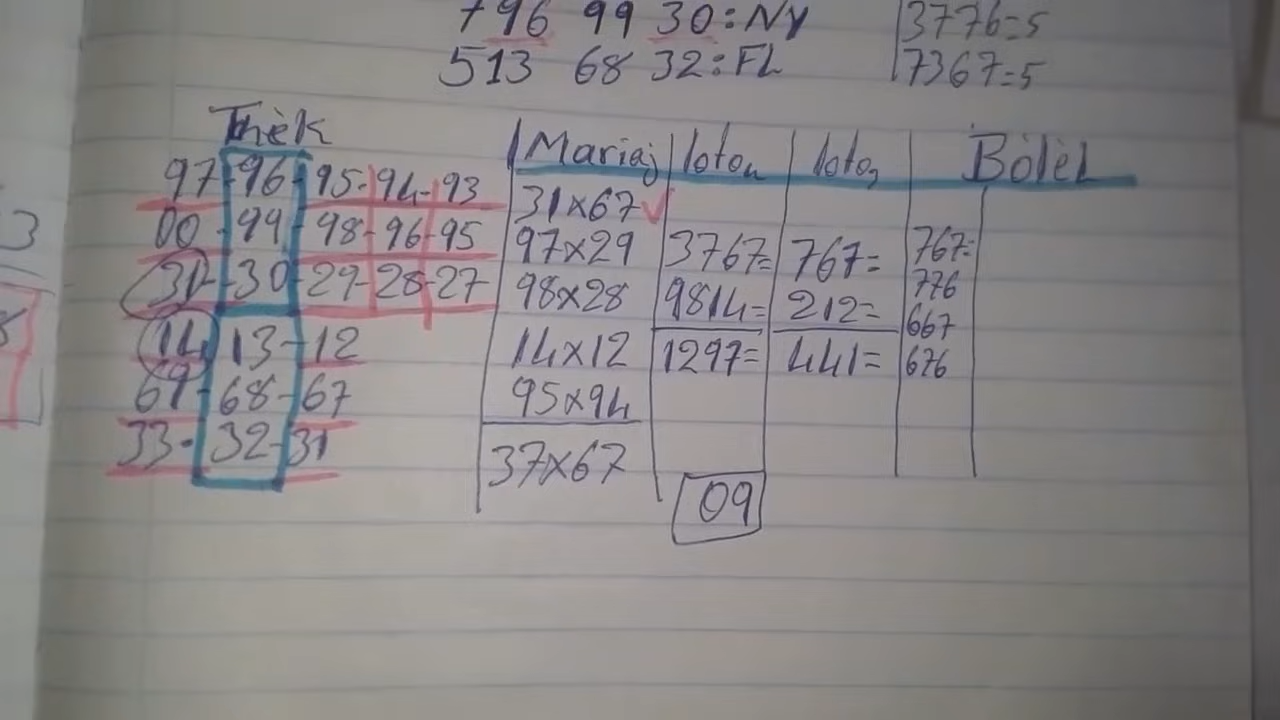 796 99 30:NY
3776=5
513 68 32:FL
7367=5
3
8
97-96-95-94-93
00-99-98-96-95
31-30-29-28-27
14-13-12
69-68-67
33-32-31
Mariaj
31x67
97x29
98x28
14x12
95x94
37x67
loto4
3767=
9814=
1297=
09
loto3
767=
212=
441=
Bòlèt
767=
776
667
676